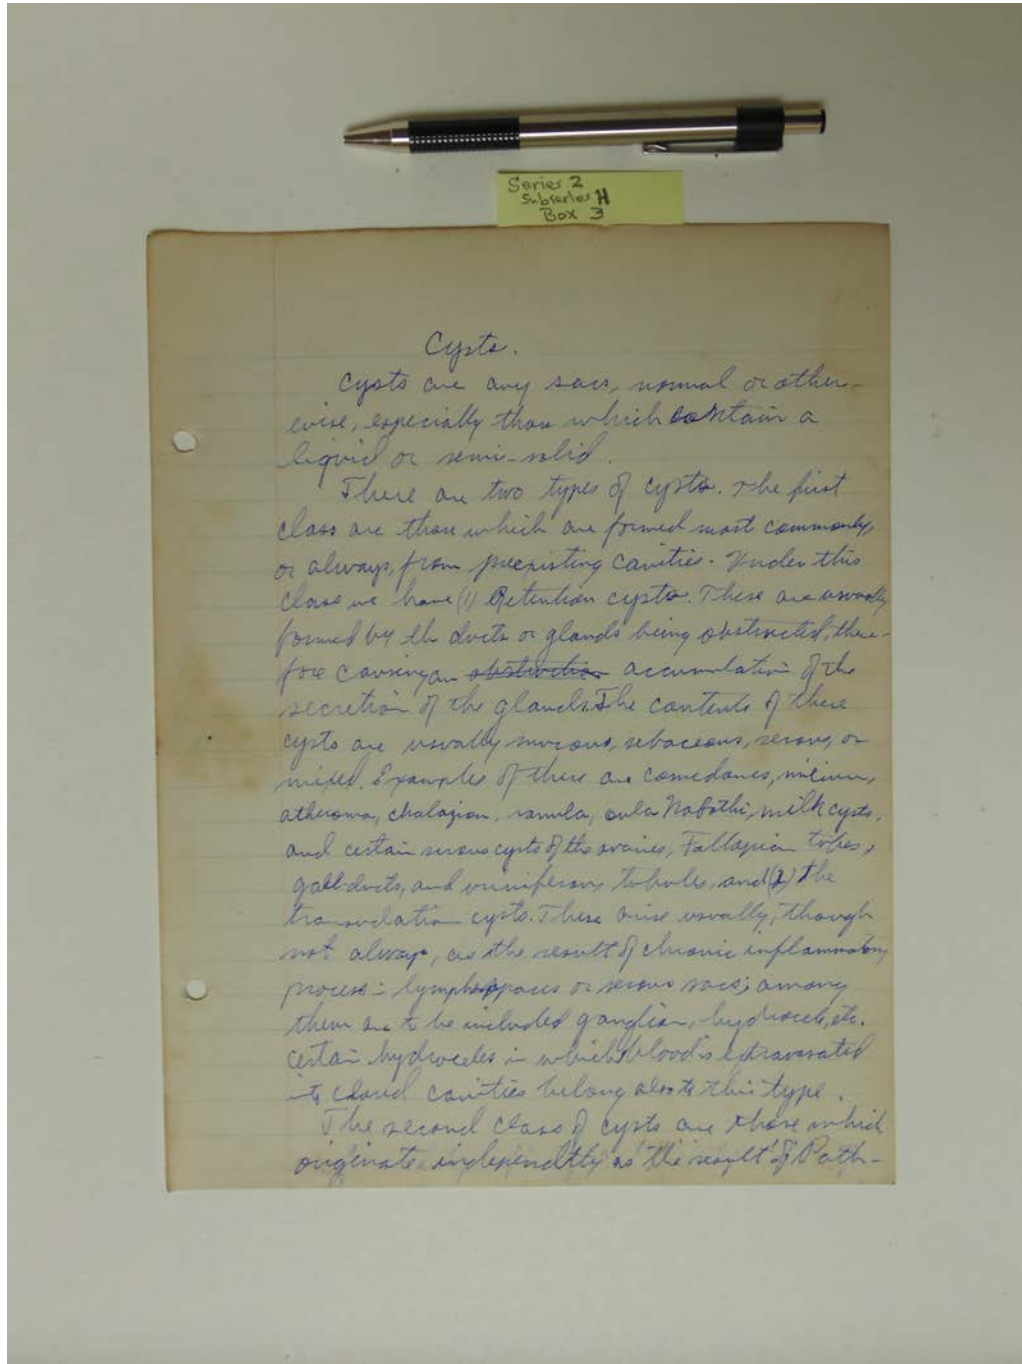 Series 2
Subseries H
Box 3
Cysts.
Cysts are any sacs, normal or other-
wise, especially those which contain a
liquid or semi-solid.
There are two types of cysts. The first
class are those which are formed most commonly,
or always, from preexisting cavities. Under this
class we have (1) Retention cysts. These are usually
formed by the ducts or glands being obstructed, there-
fore causing an obstruction accumulation of the
secretion of the glands. The contents of these
cysts are usually mucous, sebaceous, serous, or
mixed. Examples of these are comedones, milium,
atheroma, chalazion, ranula, ovula Nabothi, milk cysts,
and certain serous cysts of the ovaries, Fallopian tubes,
gall-ducts, and uriniferous tubules, and (2) the
transudation cysts. These arise usually, though
not always, as the result of chronic inflammatory
process in lymph spaces or serous sacs; among
them are to be included ganglion, hydrocele, etc.
Certain hydroceles in which blood is extravasated
into closed cavities belong also to this type.
The second class of cysts are those which
originate independtly as the result of Path-